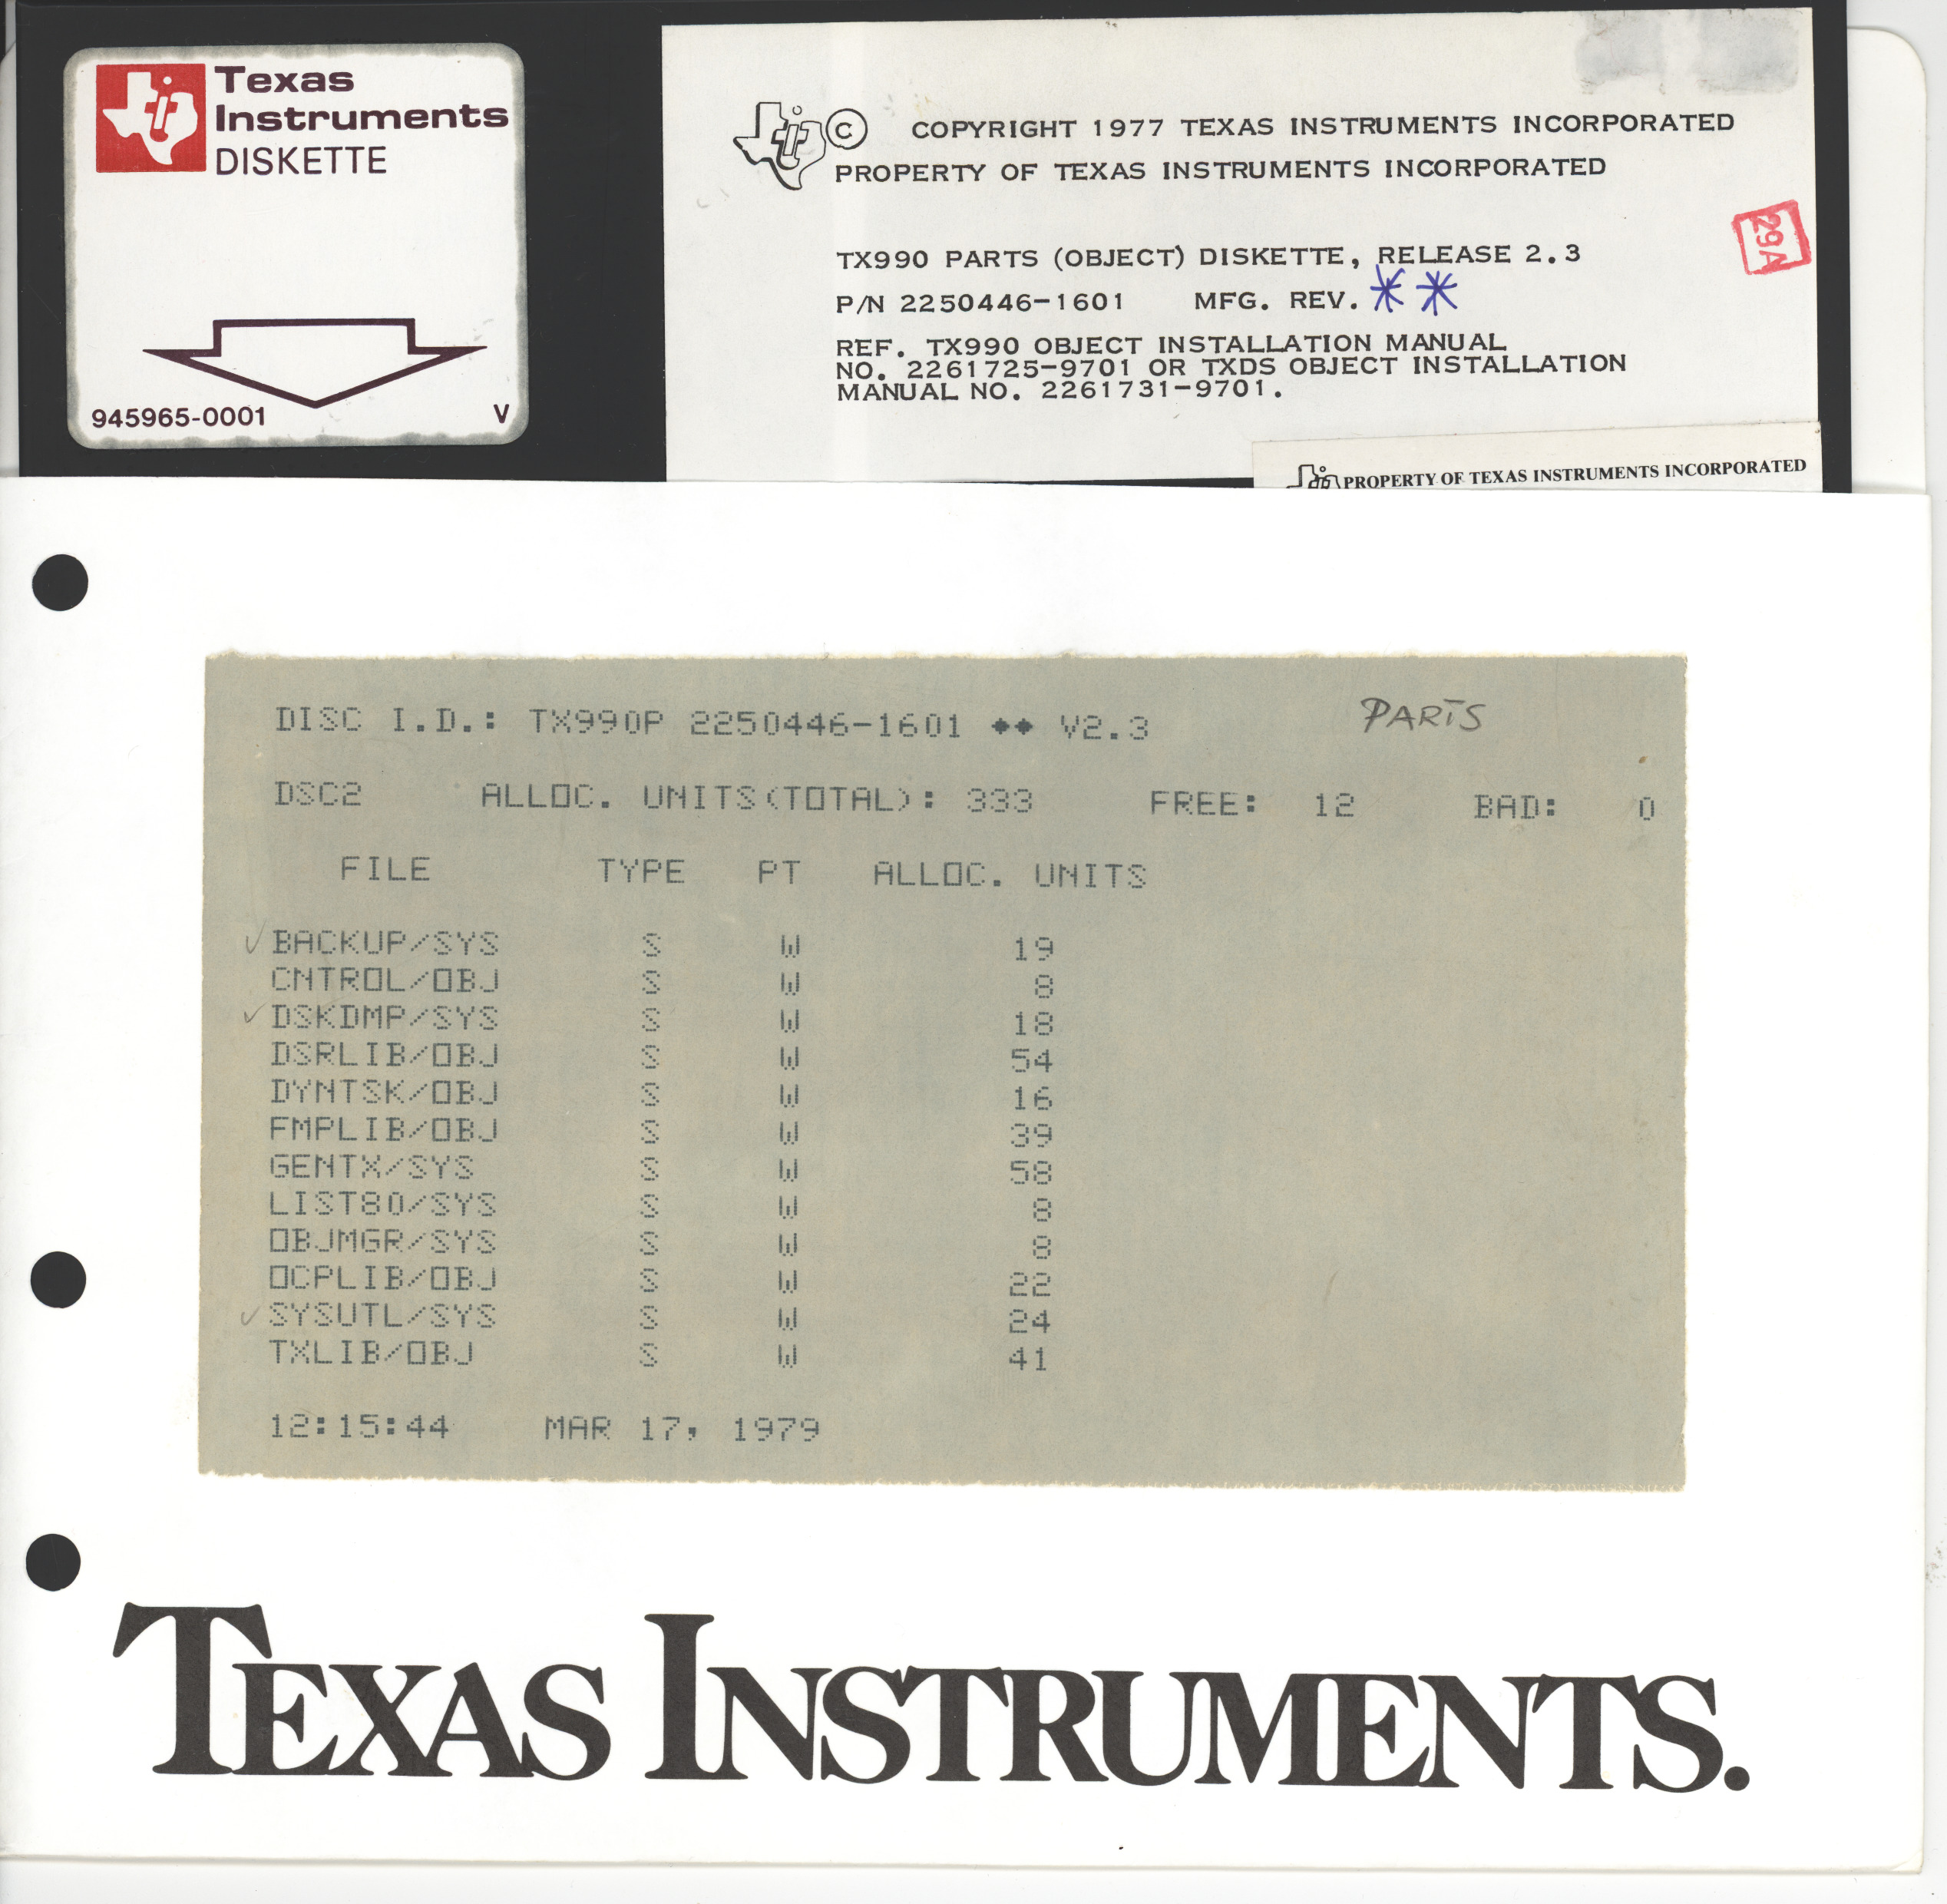 Texas
Instruments
DISKETTE
945965-0001 V
© COPYRIGHT 1977 TEXAS INSTRUMENTS INCORPORATED
PROPERTY OF TEXAS INSTRUMENTS INCORPORATED
29A
TX990 PARTS (OBJECT) DISKETTE, RELEASE 2.3
P/N 2250446-1601 MFG. REV. **
REF. TX990 OBJECT INSTALLATION MANUAL
NO. 2261725-9701 OR TXDS OBJECT INSTALLATION
MANUAL NO. 2261731-9701.
PROPERTY OF TEXAS INSTRUMENTS INCORPORATED
DISC I.D.: TX990P 2250446-1601 ◆◆ V2.3 PARTS
DSC2 ALLOC. UNITS(TOTAL): 333 FREE: 12 BAD: 0
FILE TYPE PT ALLOC. UNITS
✓ BACKUP/SYS S W 19
CNTROL/OBJ S W 8
✓ DSKDMP/SYS S W 18
DSRLIB/OBJ S W 54
DYNTSK/OBJ S W 16
FMPLIB/OBJ S W 39
GENTX/SYS S W 58
LIST80/SYS S W 8
OBJMGR/SYS S W 8
OCPLIB/OBJ S W 22
✓ SYSUTL/SYS S W 24
TXLIB/OBJ S W 41
12:15:44 MAR 17, 1979
TEXAS INSTRUMENTS.